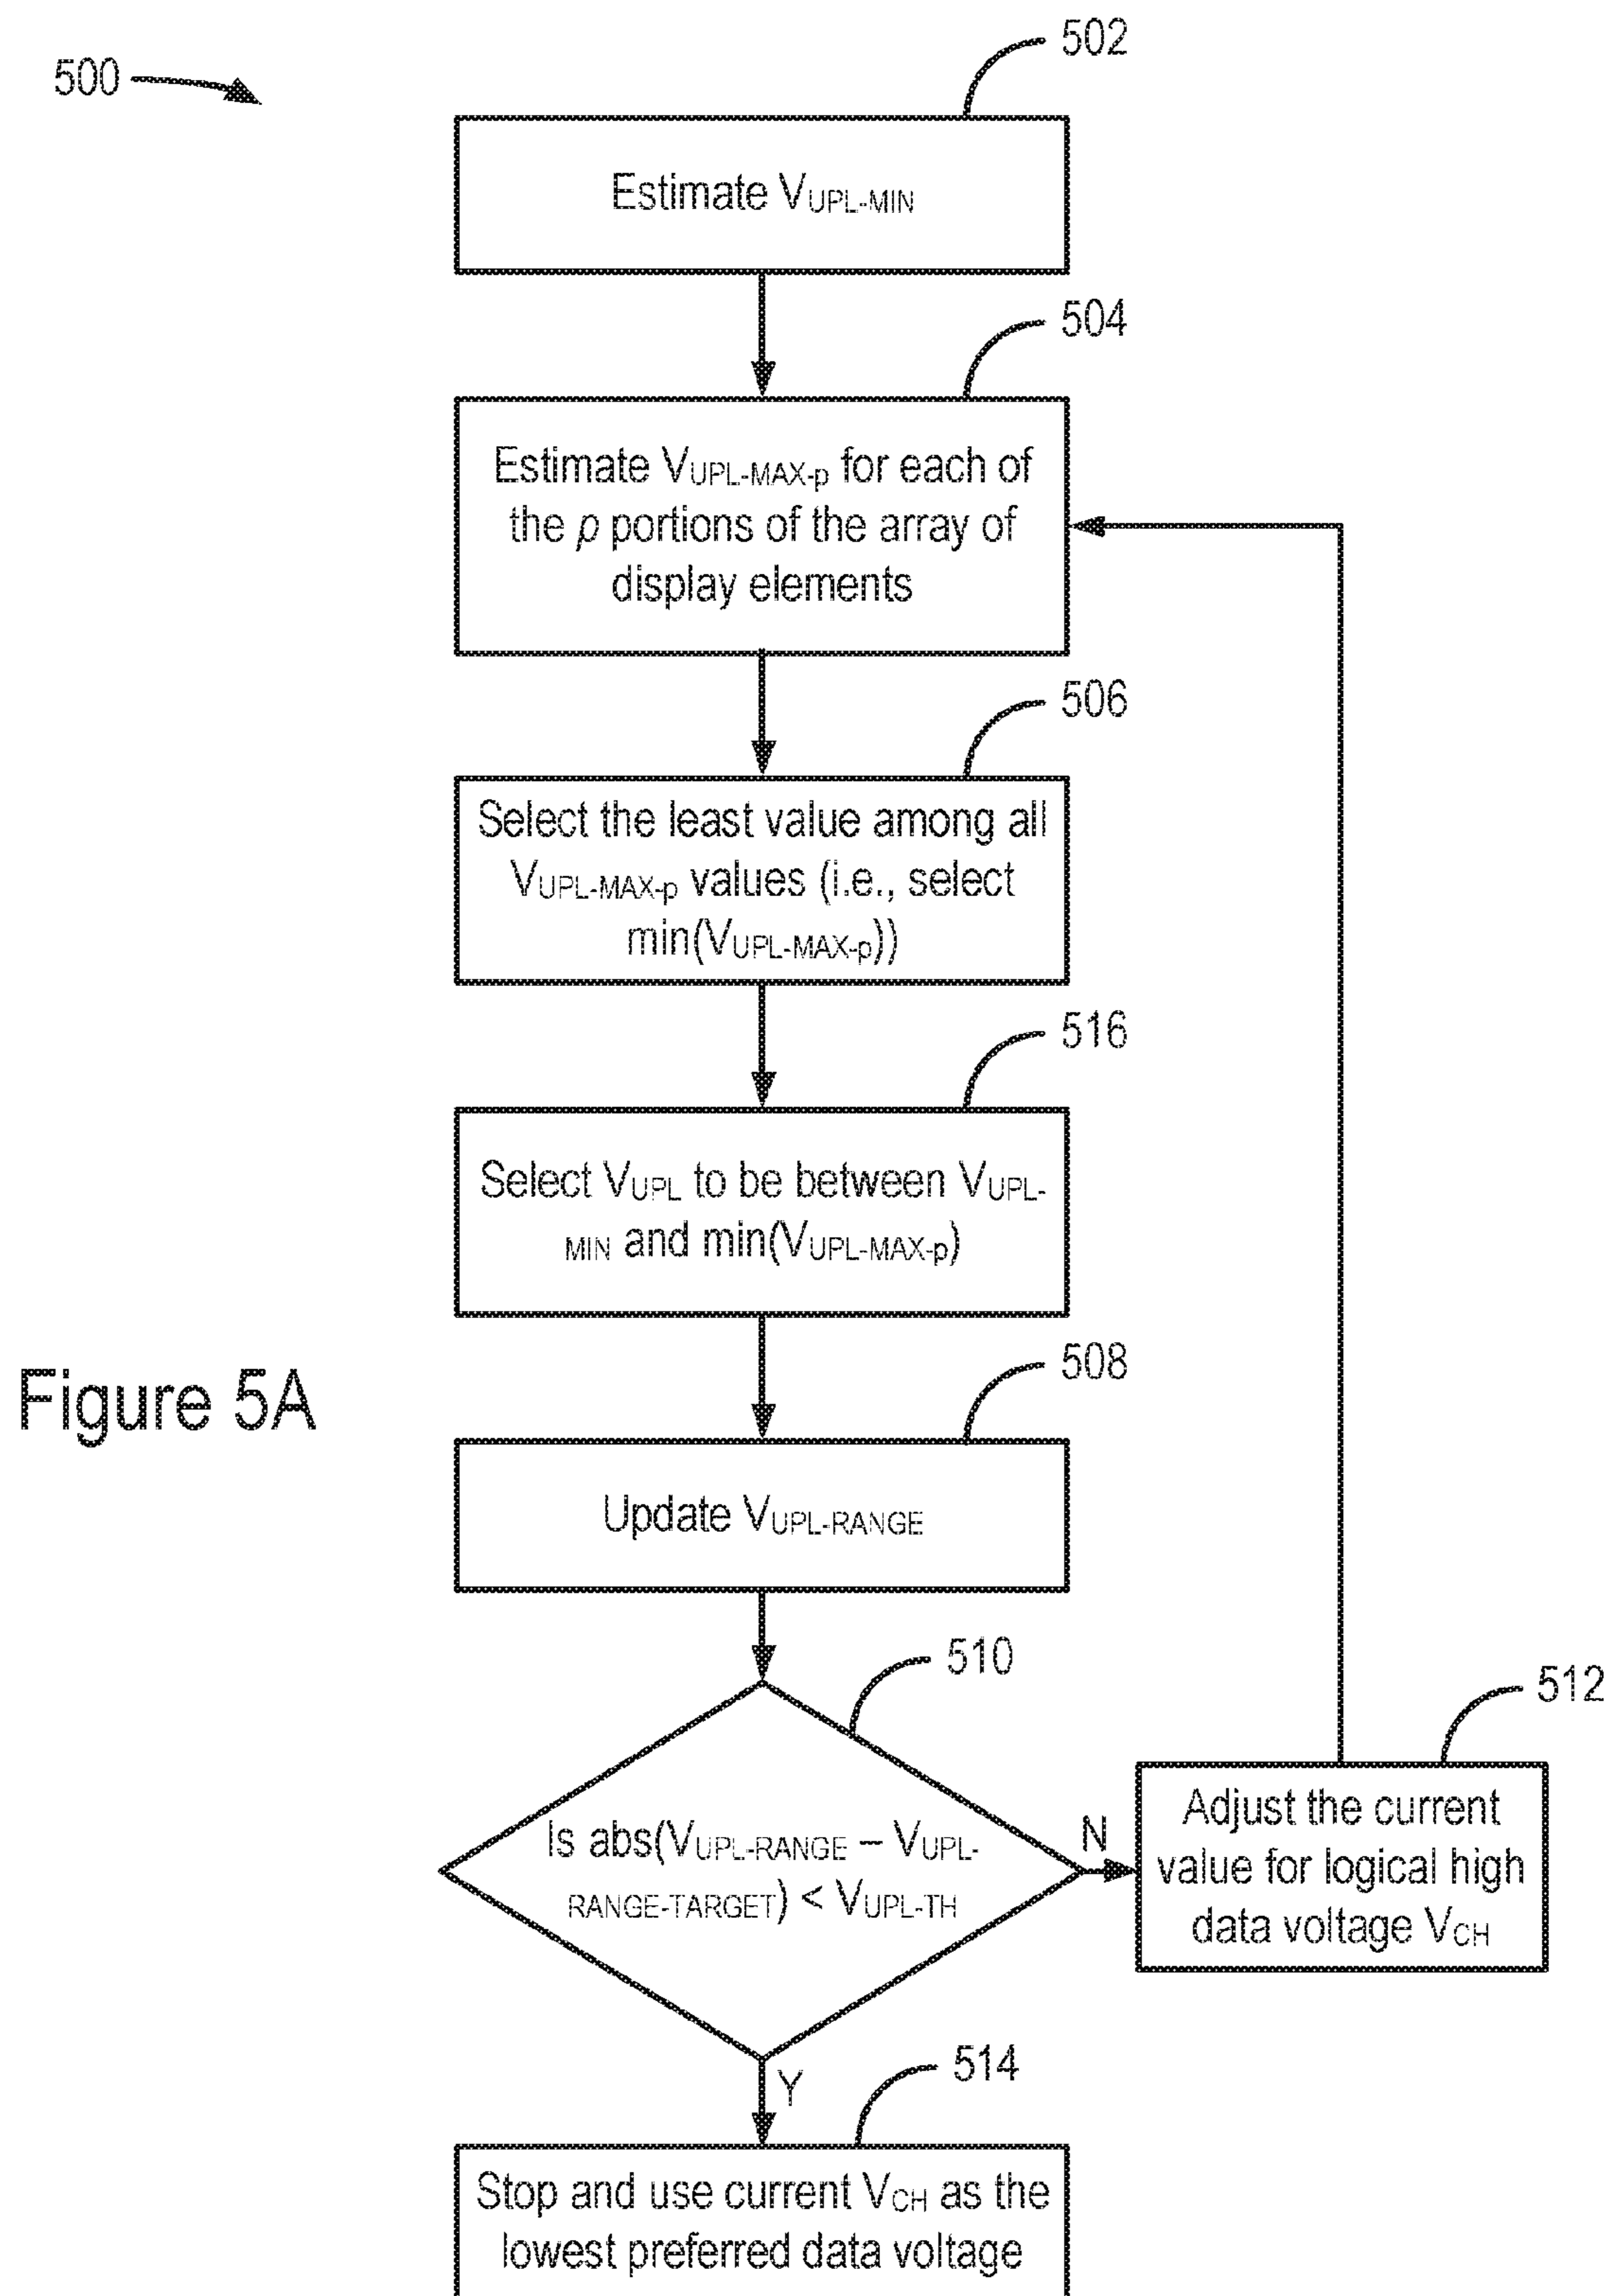 500
502
Estimate VUPL-MIN
504
Estimate VUPL-MAX-p for each of
the p portions of the array of
display elements
506
Select the least value among all
VUPL-MAX-p values (i.e., select
min(VUPL-MAX-p))
516
Select VUPL to be between VUPL-
MIN and min(VUPL-MAX-p)
508
Figure 5A
Update VUPL-RANGE
510
512
Is abs(VUPL-RANGE – VUPL-
RANGE-TARGET) < VUPL-TH
N
Adjust the current
value for logical high
data voltage VCH
Y
514
Stop and use current VCH as the
lowest preferred data voltage